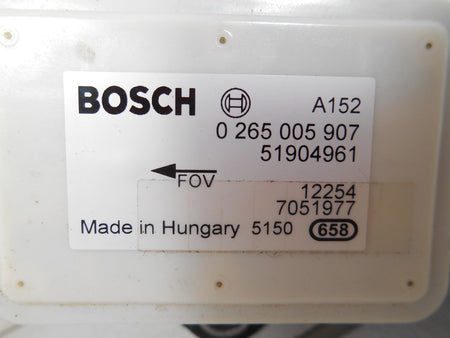 BOSCH A152
0 265 005 907
51904961
FOV
12254
7051977
Made in Hungary 5150 658